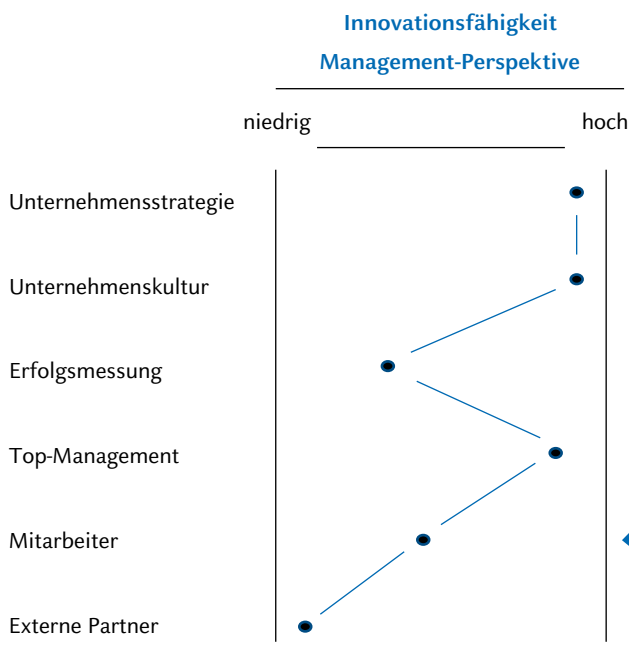 Innovationsfähigkeit
Management-Perspektive
niedrig hoch
Unternehmensstrategie
Unternehmenskultur
Erfolgsmessung
Top-Management
Mitarbeiter
Externe Partner